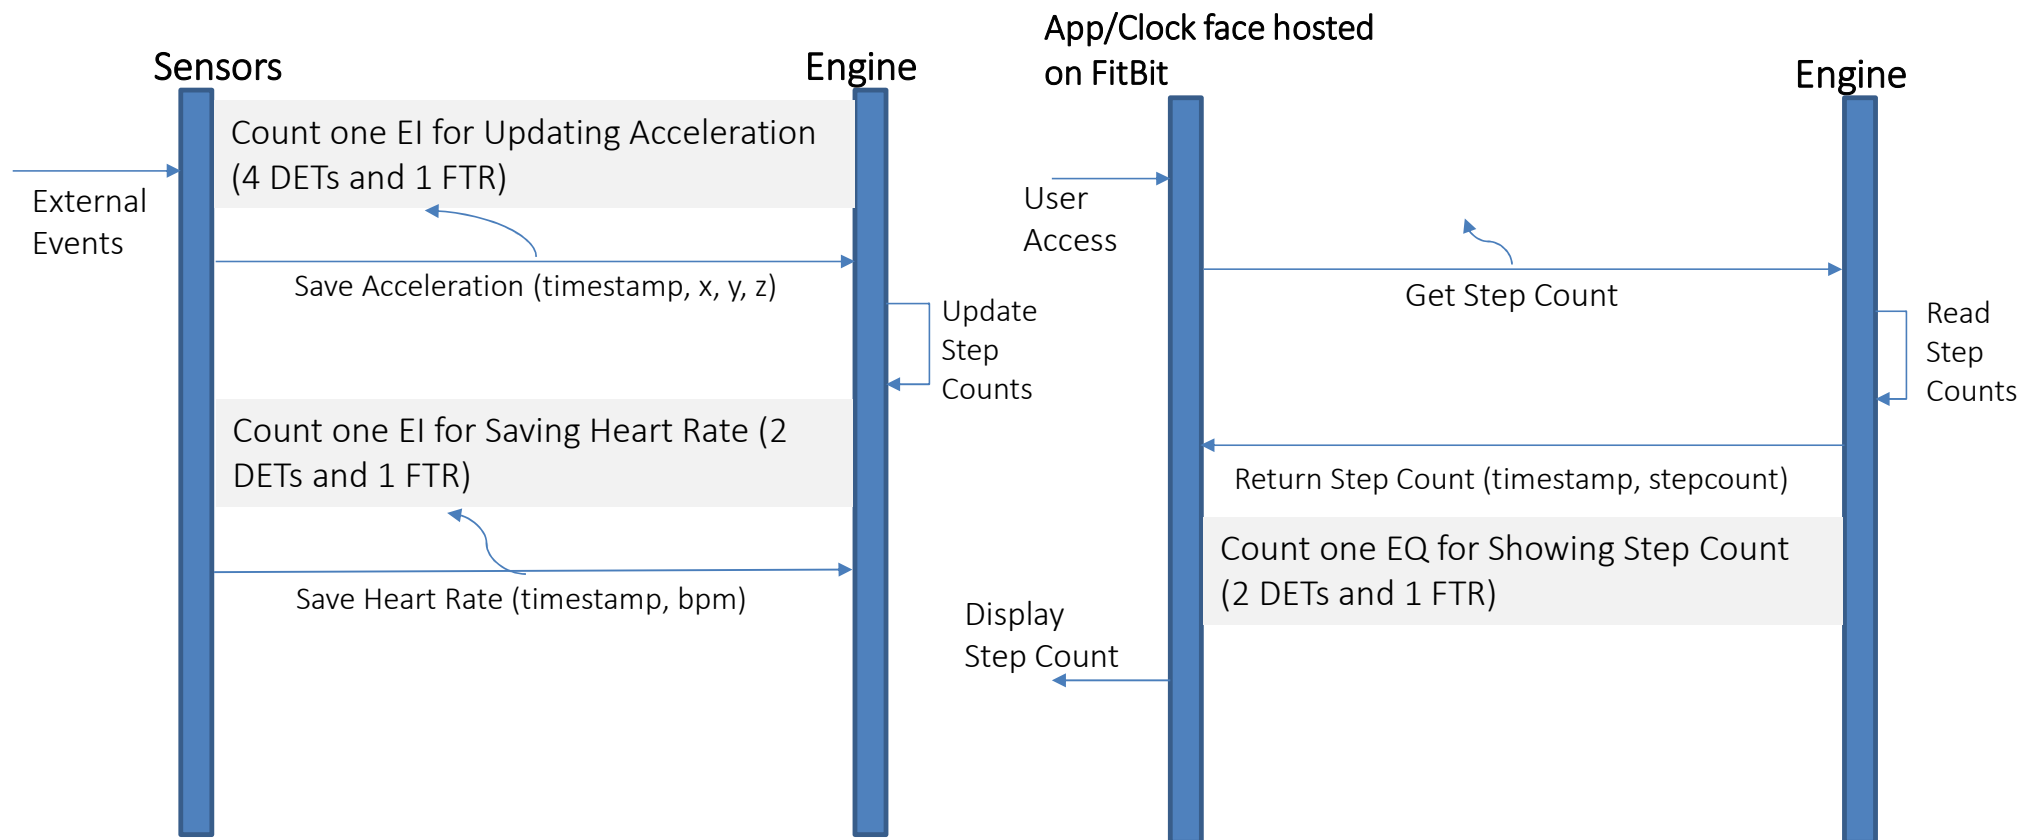 Sensors
Engine
Count one EI for Updating Acceleration
(4 DETs and 1 FTR)
External
Events
Save Acceleration (timestamp, x, y, z)
Update
Step
Counts
Count one EI for Saving Heart Rate (2
DETs and 1 FTR)
Save Heart Rate (timestamp, bpm)
App/Clock face hosted
on FitBit
Engine
User
Access
Get Step Count
Read
Step
Counts
Return Step Count (timestamp, stepcount)
Count one EQ for Showing Step Count
(2 DETs and 1 FTR)
Display
Step Count